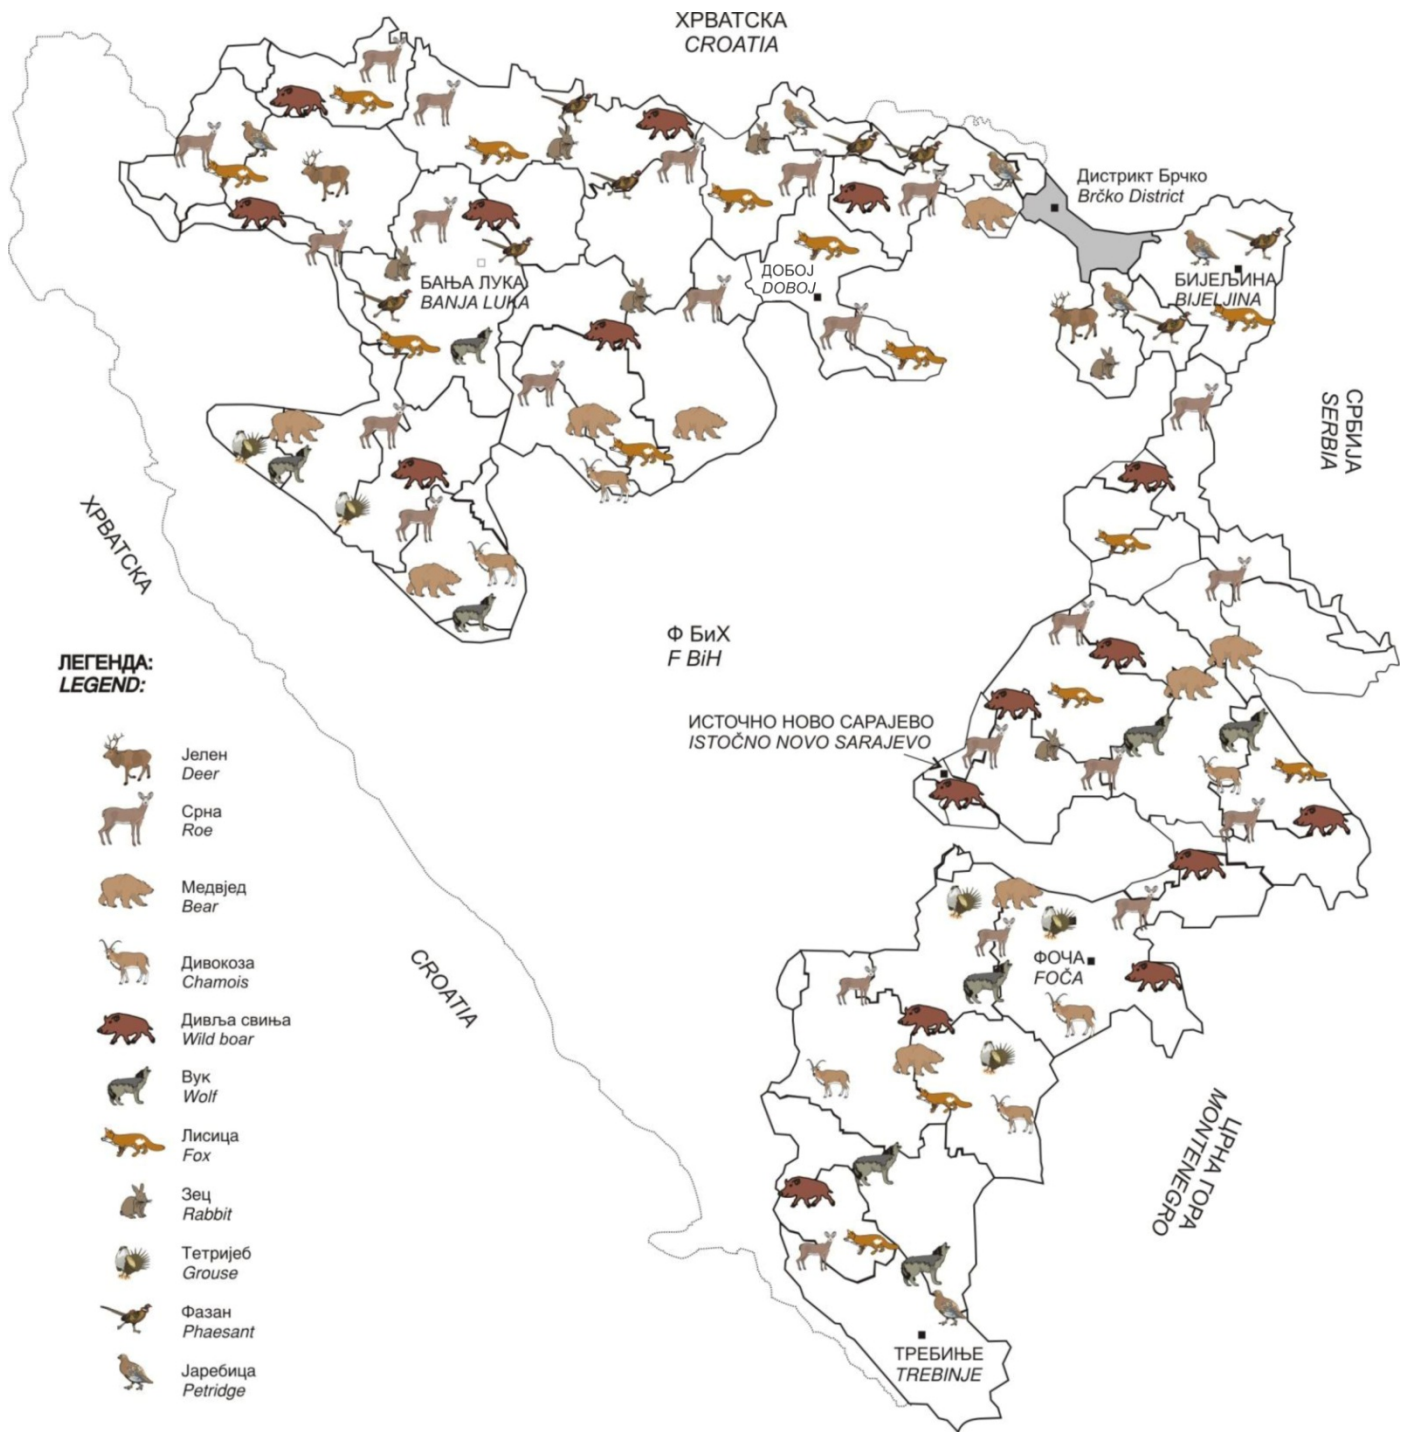 ХРВАТСКА
CROATIA
Дистрикт Брчко
Brčko District
ДОБОЈ
DOBOJ
БИЈЕЉИНА
BIJELJINA
БАЊА ЛУКА
BANJA LUKA
СРБИЈА
SERBIA
ХРВАТСКА
CROATIA
Ф БиХ
F BiH
ИСТОЧНО НОВО САРАЈЕВО
ISTOČNO NOVO SARAJEVO
ФОЧА
FOČA
ЦРНА ГОРА
MONTENEGRO
ТРЕБИЊЕ
TREBINJE
ЛЕГЕНДА:
LEGEND:
Јелен
Deer
Срна
Roe
Медвјед
Bear
Дивокоза
Chamois
Дивља свиња
Wild boar
Вук
Wolf
Лисица
Fox
Зец
Rabbit
Тетријеб
Grouse
Фазан
Phaesant
Јаребица
Petridge